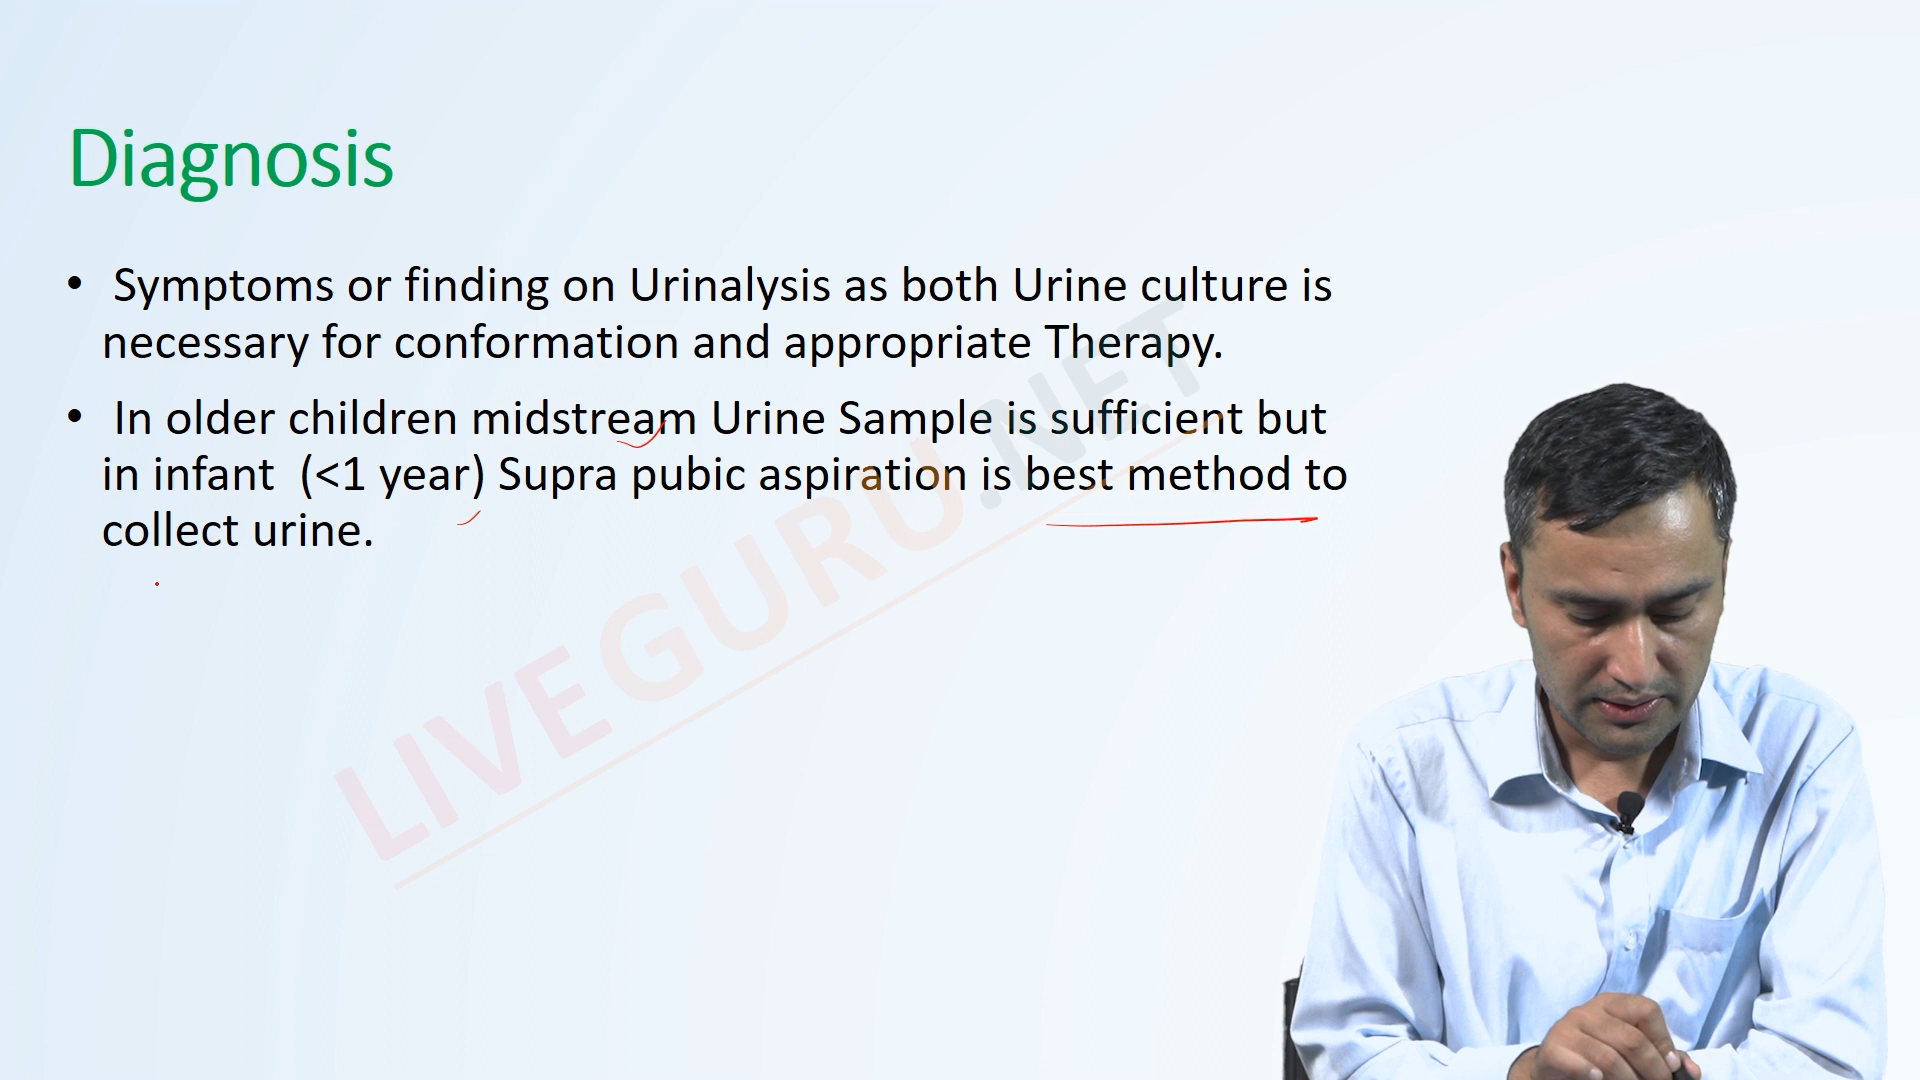 Diagnosis
• Symptoms or finding on Urinalysis as both Urine culture is
necessary for conformation and appropriate Therapy.
• In older children midstream Urine Sample is sufficient but
in infant (<1 year) Supra pubic aspiration is best method to
collect urine.
LIVEGURU.NET